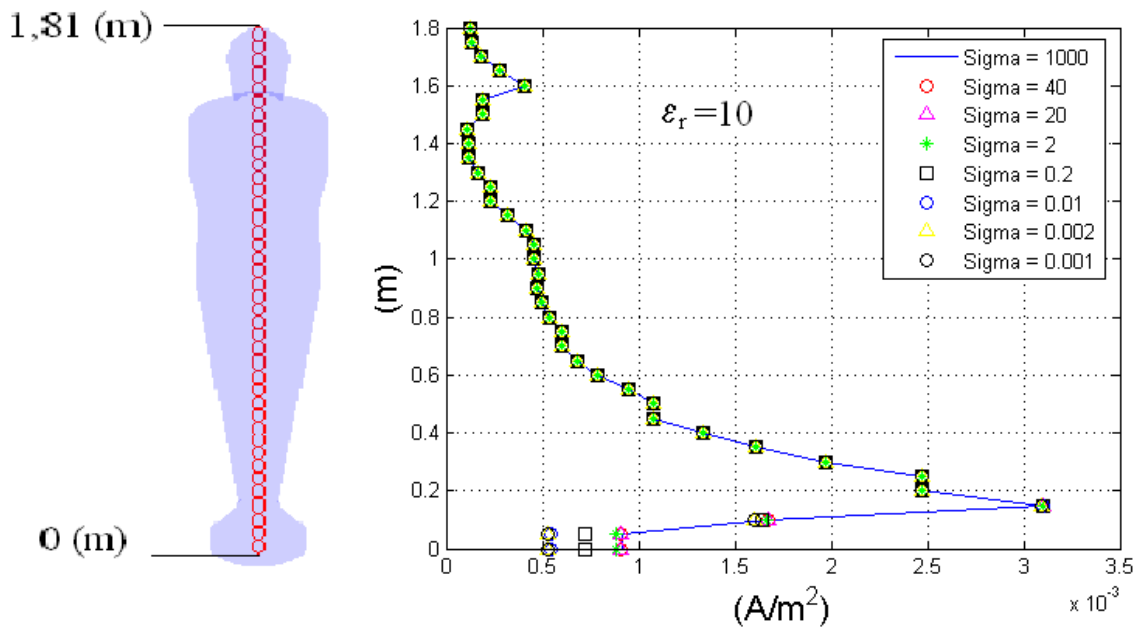 1,81 (m)
0 (m)
(m)
1.8
1.6
1.4
1.2
1
0.8
0.6
0.4
0.2
0
εr=10
Sigma = 1000
Sigma = 40
Sigma = 20
Sigma = 2
Sigma = 0.2
Sigma = 0.01
Sigma = 0.002
Sigma = 0.001
0 0.5 1 1.5 2 2.5 3 3.5
(A/m²)
x 10⁻³